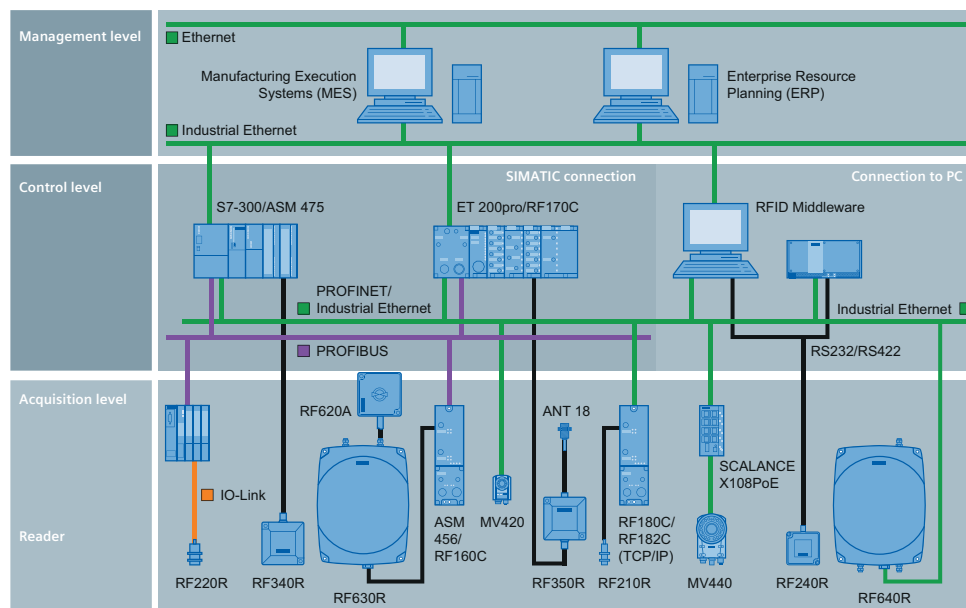 Management level
Ethernet
Manufacturing Execution
Systems (MES)
Enterprise Resource
Planning (ERP)
Industrial Ethernet
Control level
SIMATIC connection
Connection to PC
S7-300/ASM 475
ET 200pro/RF170C
RFID Middleware
PROFINET/
Industrial Ethernet
Industrial Ethernet
PROFIBUS
RS232/RS422
Acquisition level
RF620A
ANT 18
SCALANCE
X108PoE
IO-Link
ASM
456/
RF160C
MV420
RF180C/
RF182C
(TCP/IP)
Reader
RF220R
RF340R
RF630R
RF350R
RF210R
MV440
RF240R
RF640R